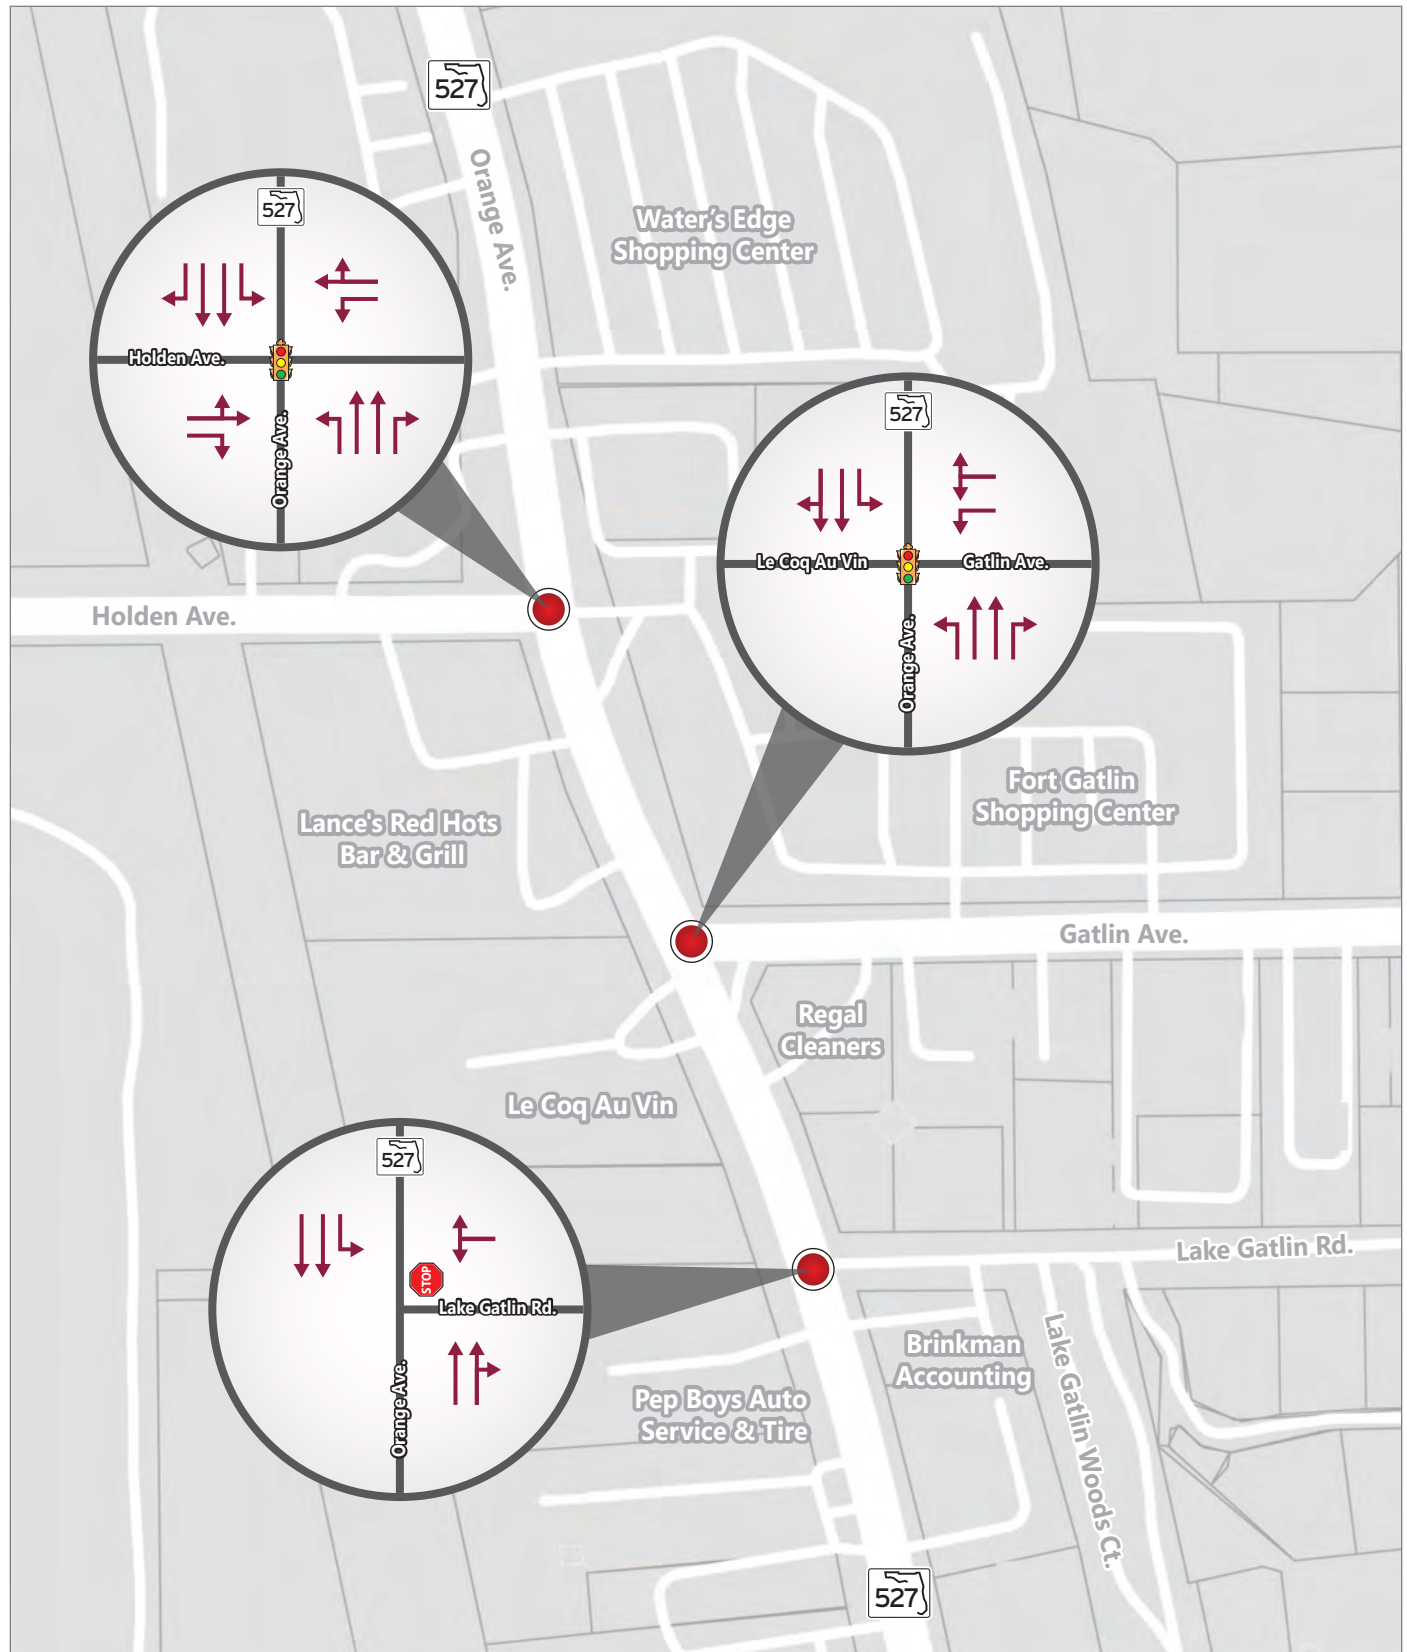 527
Orange Ave.
Water's Edge
Shopping Center
527
Holden Ave.
Orange Ave.
527
Le Coq Au Vin
Gatlin Ave.
Orange Ave.
Holden Ave.
Fort Gatlin
Shopping Center
Lance's Red Hots
Bar & Grill
Gatlin Ave.
Regal
Cleaners
Le Coq Au Vin
527
STOP
Lake Gatlin Rd.
Orange Ave.
Lake Gatlin Rd.
Brinkman
Accounting
Lake Gatlin Woods Ct.
Pep Boys Auto
Service & Tire
527